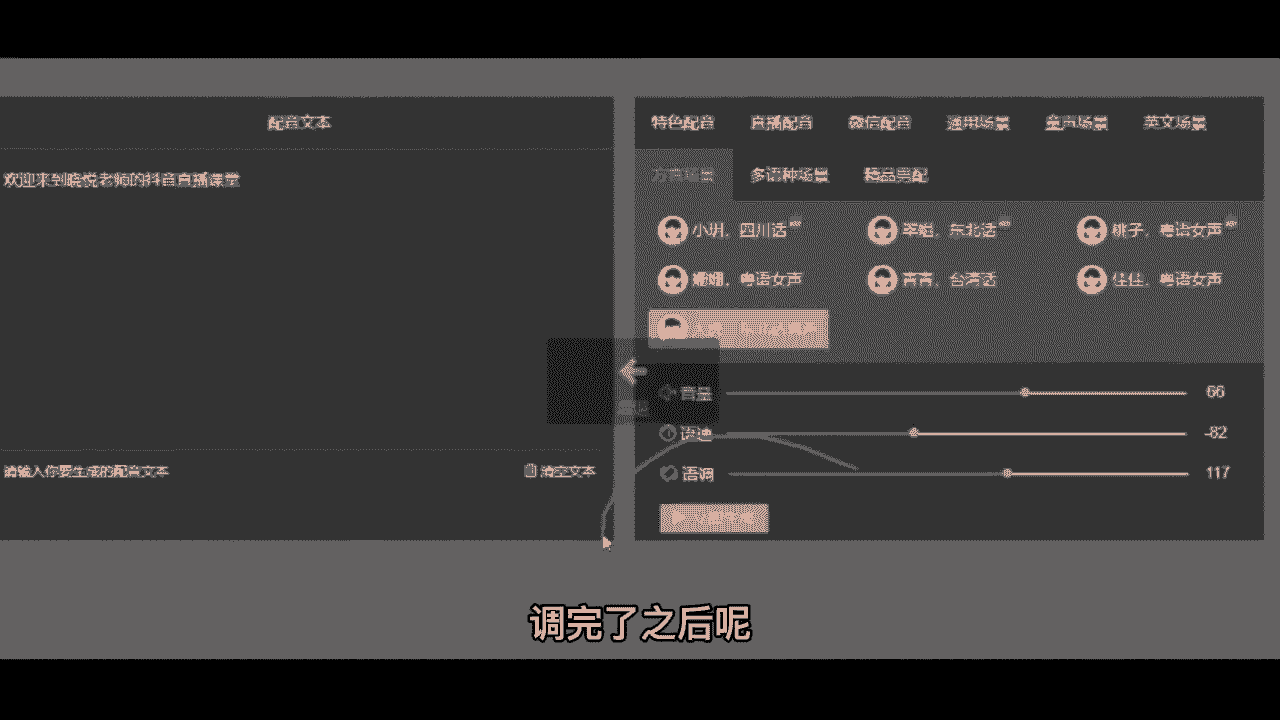 配音文本
欢迎来到晓悦老师的抖音直播课堂
请输入你要生成的配音文本
清空文本
特色配音 直播配音 微信配音 通用场景 童声场景 英文场景
方言场景 多语种场景 精品男配
小玥, 四川话 东北话 桃子, 粤语女声
姗姗, 粤语女声 青青, 台湾话 佳佳, 粤语女声
音量 66
语速 -82
语调 117
调完了之后呢